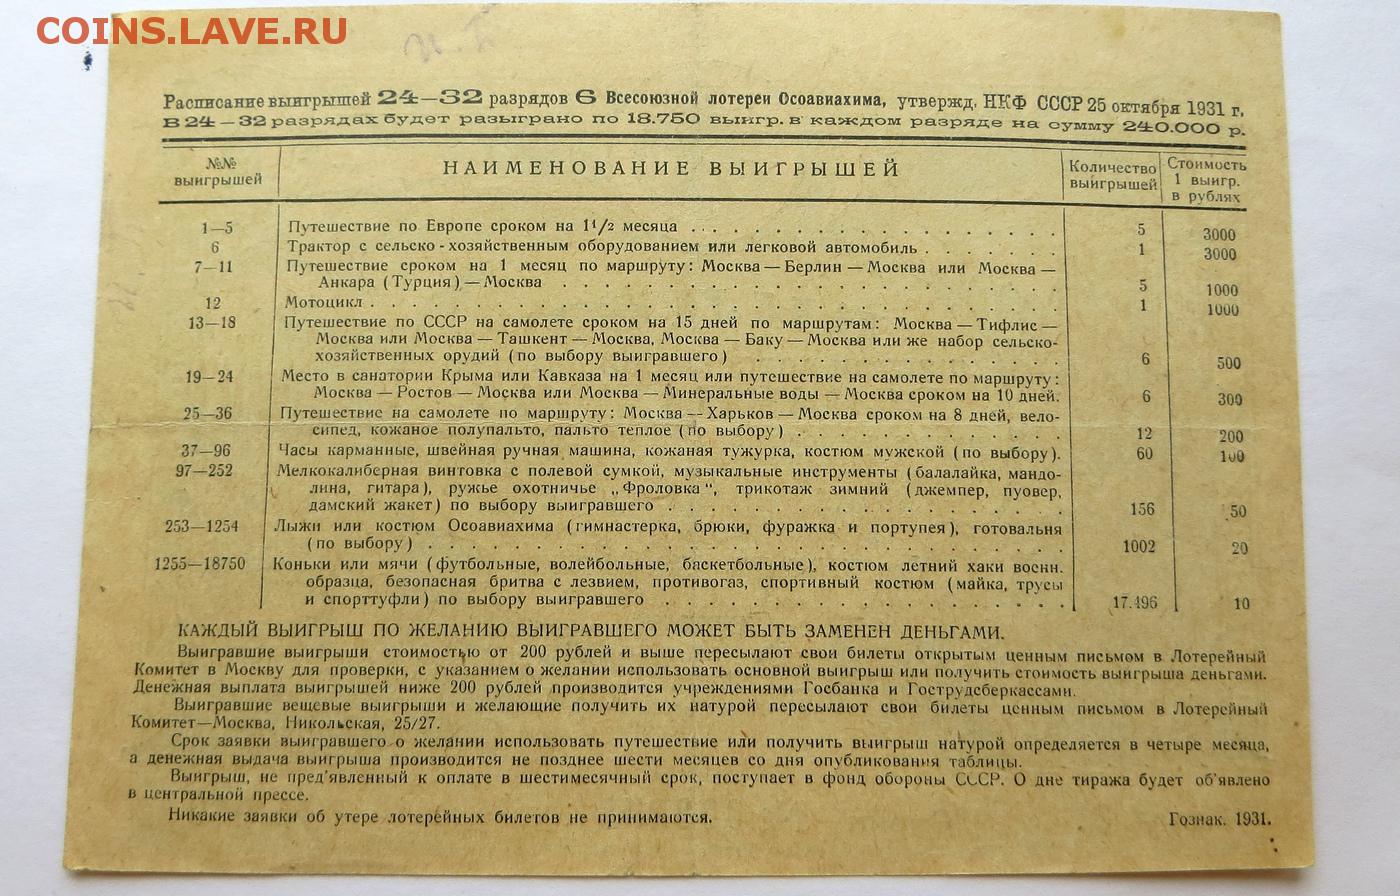 COINS.LAVE.RU
Расписание выигрышей 24—32 разрядов 6 Всесоюзной лотереи Осоавиахима, утвержд. НКФ СССР 25 октября 1931 г.
В 24—32 разрядах будет разыграно по 18.750 выигр. в каждом разряде на сумму 240.000 р.
№№ выигрышей
НАИМЕНОВАНИЕ ВЫИГРЫШЕЙ
Количество выигрышей
Стоимость 1 выигр. в рублях
1—5 Путешествие по Европе сроком на 1 1/2 месяца . . . . . . . . . . . . . . . . . . 5 3000
6 Трактор с сельско-хозяйственным оборудованием или легковой автомобиль . . . . . . . 1 3000
7—11 Путешествие сроком на 1 месяц по маршруту: Москва—Берлин—Москва или Москва—
Анкара (Турция)—Москва . . . . . . . . . . . . . . . . . . . . . . . . 5 1000
12 Мотоцикл . . . . . . . . . . . . . . . . . . . . . . . . . . . . . . . . . . 1 1000
13—18 Путешествие по СССР на самолете сроком на 15 дней по маршрутам: Москва—Тифлис—
Москва или Москва—Ташкент—Москва, Москва—Баку—Москва или же набор сельско-
хозяйственных орудий (по выбору выигравшего) . . . . . . . . . . . . . . . 6 500
19—24 Место в санатории Крыма или Кавказа на 1 месяц или путешествие на самолете по маршруту:
Москва—Ростов—Москва или Москва—Минеральные воды—Москва сроком на 10 дней. 6 300
25—36 Путешествие на самолете по маршруту: Москва—Харьков—Москва сроком на 8 дней, вело-
сипед, кожаное полупальто, пальто теплое (по выбору) . . . . . . . . . . . . . 12 200
37—96 Часы карманные, швейная ручная машина, кожаная тужурка, костюм мужской (по выбору). 60 100
97—252 Мелкокалиберная винтовка с полевой сумкой, музыкальные инструменты (балалайка, мандо-
лина, гитара), ружье охотничье „Фроловка“, трикотаж зимний (джемпер, пуовер,
дамский жакет) по выбору выигравшего . . . . . . . . . . . . . . . . . . . 156 50
253—1254 Лыжи или костюм Осоавиахима (гимнастерка, брюки, фуражка и портупея), готовальня
(по выбору) . . . . . . . . . . . . . . . . . . . . . . . . . . . . . . . 1002 20
1255—18750 Коньки или мячи (футбольные, волейбольные, баскетбольные), костюм летний хаки воен.
образца, безопасная бритва с лезвием, противогаз, спортивный костюм (майка, трусы
и спорттуфли) по выбору выигравшего . . . . . . . . . . . . . . . . . . . . 17.496 10
КАЖДЫЙ ВЫИГРЫШ ПО ЖЕЛАНИЮ ВЫИГРАВШЕГО МОЖЕТ БЫТЬ ЗАМЕНЕН ДЕНЬГАМИ.
Выигравшие выигрыши стоимостью от 200 рублей и выше пересылают свои билеты открытым ценным письмом в Лотерейный
Комитет в Москву для проверки, с указанием о желании использовать основной выигрыш или получить стоимость выигрыша деньгами.
Денежная выплата выигрышей ниже 200 рублей производится учреждениями Госбанка и Гострудсберкассами.
Выигравшие вещевые выигрыши и желающие получить их натурой пересылают свои билеты ценным письмом в Лотерейный
Комитет—Москва, Никольская, 25/27.
Срок заявки выигравшего о желании использовать путешествие или получить выигрыш натурой определяется в четыре месяца,
а денежная выдача выигрыша производится не позднее шести месяцев со дня опубликования таблицы.
Выигрыш, не пред'явленный к оплате в шестимесячный срок, поступает в фонд обороны СССР. О дне тиража будет об'явлено
в центральной прессе.
Никакие заявки об утере лотерейных билетов не принимаются. Гознак. 1931.